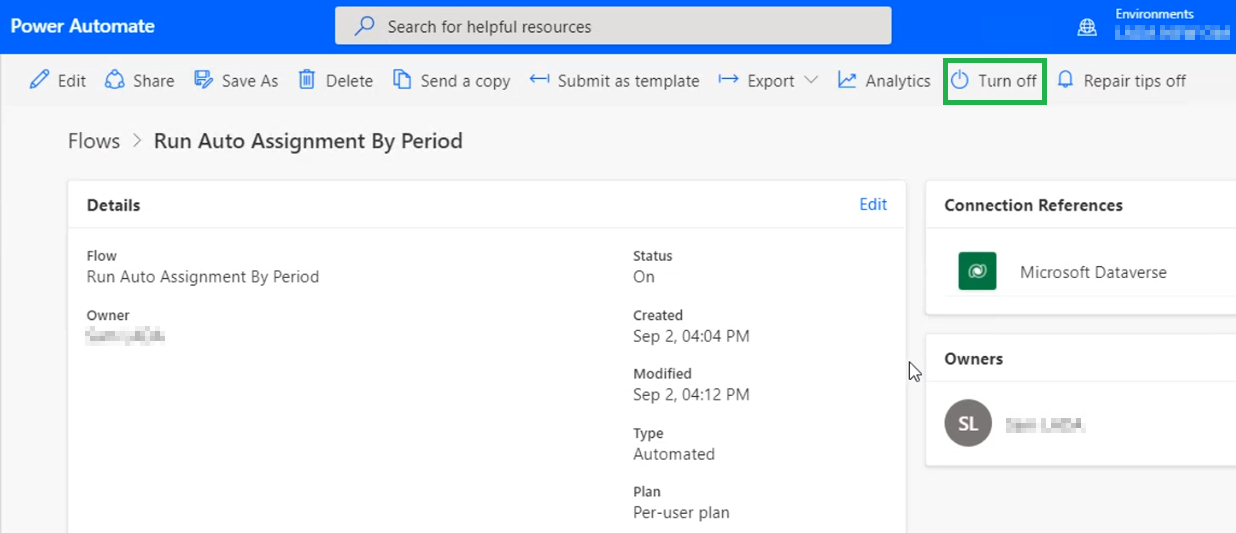 Power Automate
Search for helpful resources
Environments
Edit Share Save As Delete Send a copy Submit as template Export Analytics Turn off Repair tips off
Flows > Run Auto Assignment By Period
Details Edit
Flow
Run Auto Assignment By Period
Owner
Status
On
Created
Sep 2, 04:04 PM
Modified
Sep 2, 04:12 PM
Type
Automated
Plan
Per-user plan
Connection References
Microsoft Dataverse
Owners
SL